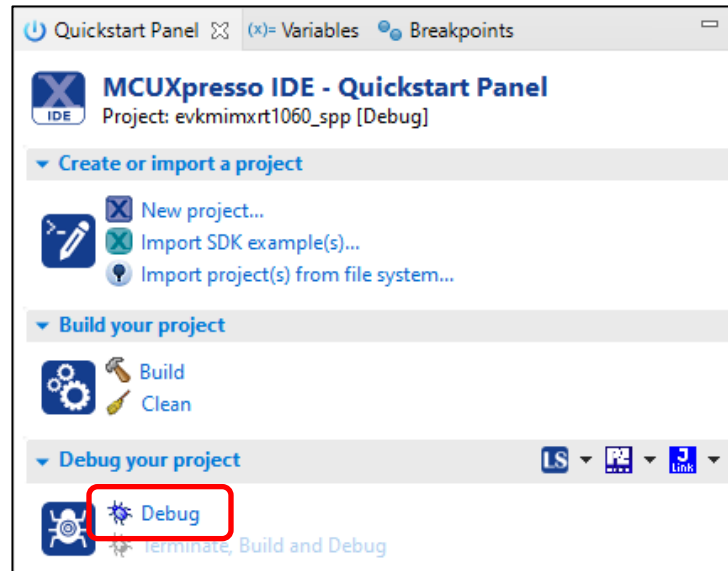 Quickstart Panel (x)= Variables Breakpoints
X IDE
MCUXpresso IDE - Quickstart Panel
Project: evkmimxrt1060_spp [Debug]
Create or import a project
New project...
Import SDK example(s)...
Import project(s) from file system...
Build your project
Build
Clean
Debug your project LS PE J Link
Debug
Terminate, Build and Debug